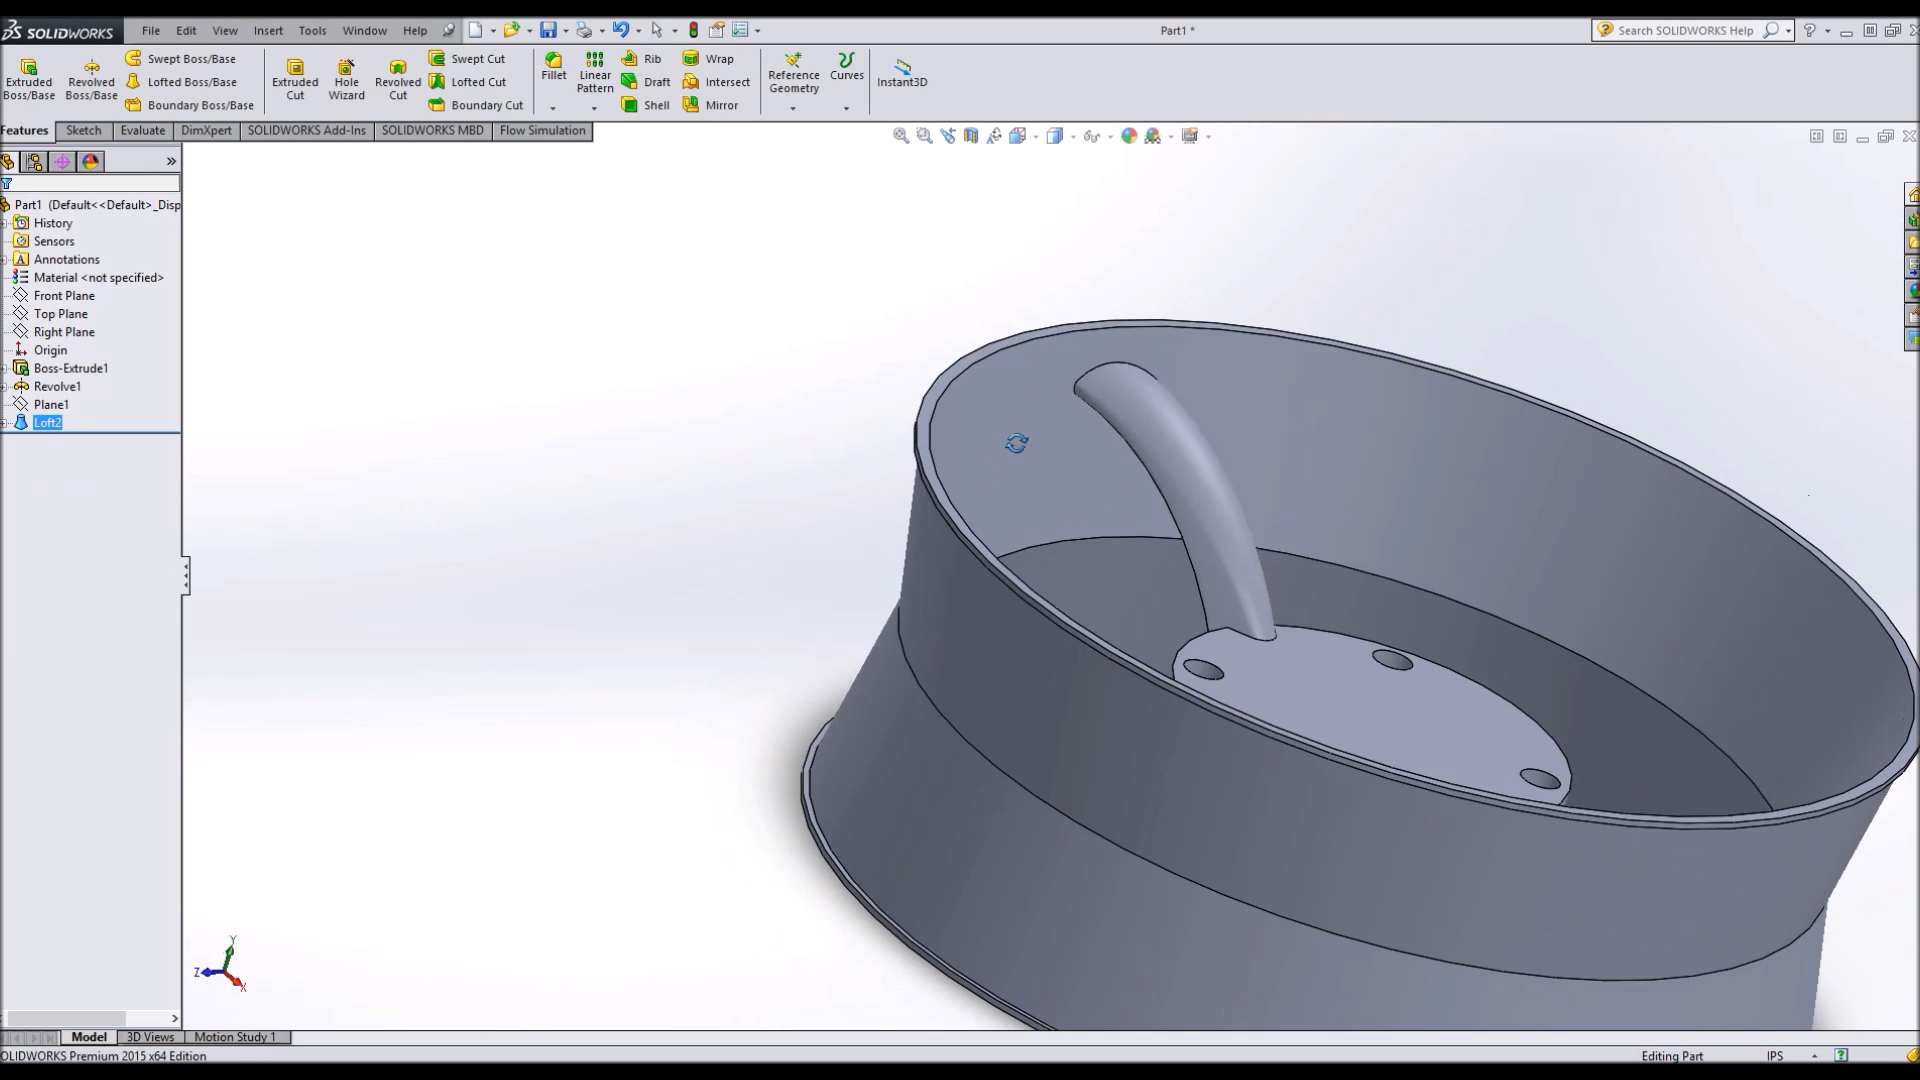 SOLIDWORKS File Edit View Insert Tools Window Help Part1 * Search SOLIDWORKS Help
Extruded Boss/Base
Revolved Boss/Base
Swept Boss/Base
Lofted Boss/Base
Boundary Boss/Base
Extruded Cut
Hole Wizard
Revolved Cut
Swept Cut
Lofted Cut
Boundary Cut
Fillet
Linear Pattern
Rib
Draft
Shell
Wrap
Intersect
Mirror
Reference Geometry
Curves
Instant3D
Features Sketch Evaluate DimXpert SOLIDWORKS Add-Ins SOLIDWORKS MBD Flow Simulation
Part1 (Default<<Default>_Disp
History
Sensors
Annotations
Material <not specified>
Front Plane
Top Plane
Right Plane
Origin
Boss-Extrude1
Revolve1
Plane1
Loft2
Y
Z
X
Model 3D Views Motion Study 1
OLIDWORKS Premium 2015 x64 Edition Editing Part IPS